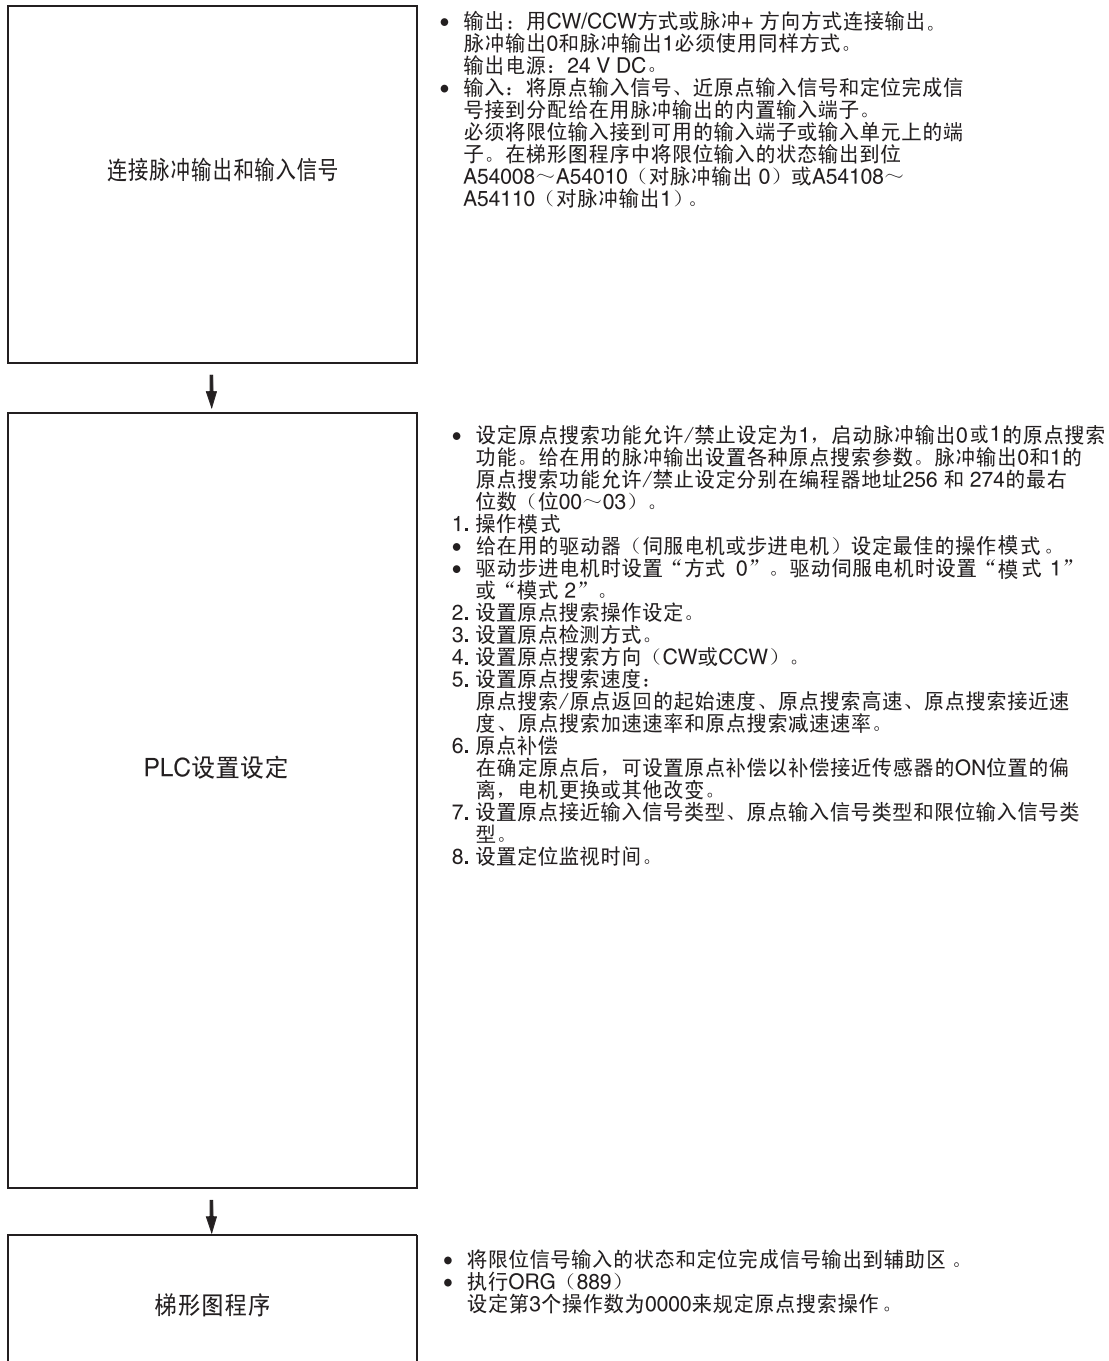 连接脉冲输出和输入信号
• 输出：用CW/CCW方式或脉冲+ 方向方式连接输出。
脉冲输出0和脉冲输出1必须使用同样方式。
输出电源：24 V DC。
• 输入：将原点输入信号、近原点输入信号和定位完成信
号接到分配给在用脉冲输出的内置输入端子。
必须将限位输入接到可用的输入端子或输入单元上的端
子。在梯形图程序中将限位输入的状态输出到位
A54008～A54010（对脉冲输出 0）或A54108～
A54110（对脉冲输出1）。
PLC设置设定
• 设定原点搜索功能允许/禁止设定为1，启动脉冲输出0或1的原点搜索
功能。给在用的脉冲输出设置各种原点搜索参数。脉冲输出0和1的
原点搜索功能允许/禁止设定分别在编程器地址256 和 274的最右
位数（位00～03）。
1. 操作模式
• 给在用的驱动器（伺服电机或步进电机）设定最佳的操作模式。
• 驱动步进电机时设置“方式 0”。驱动伺服电机时设置“模式 1”
或“模式 2”。
2. 设置原点搜索操作设定。
3. 设置原点检测方式。
4. 设置原点搜索方向（CW或CCW）。
5. 设置原点搜索速度：
原点搜索/原点返回的起始速度、原点搜索高速、原点搜索接近速
度、原点搜索加速速率和原点搜索减速速率。
6. 原点补偿
在确定原点后，可设置原点补偿以补偿接近传感器的ON位置的偏
离，电机更换或其他改变。
7. 设置原点接近输入信号类型、原点输入信号类型和限位输入信号类
型。
8. 设置定位监视时间。
梯形图程序
• 将限位信号输入的状态和定位完成信号输出到辅助区 。
• 执行ORG（889）
设定第3个操作数为0000来规定原点搜索操作。